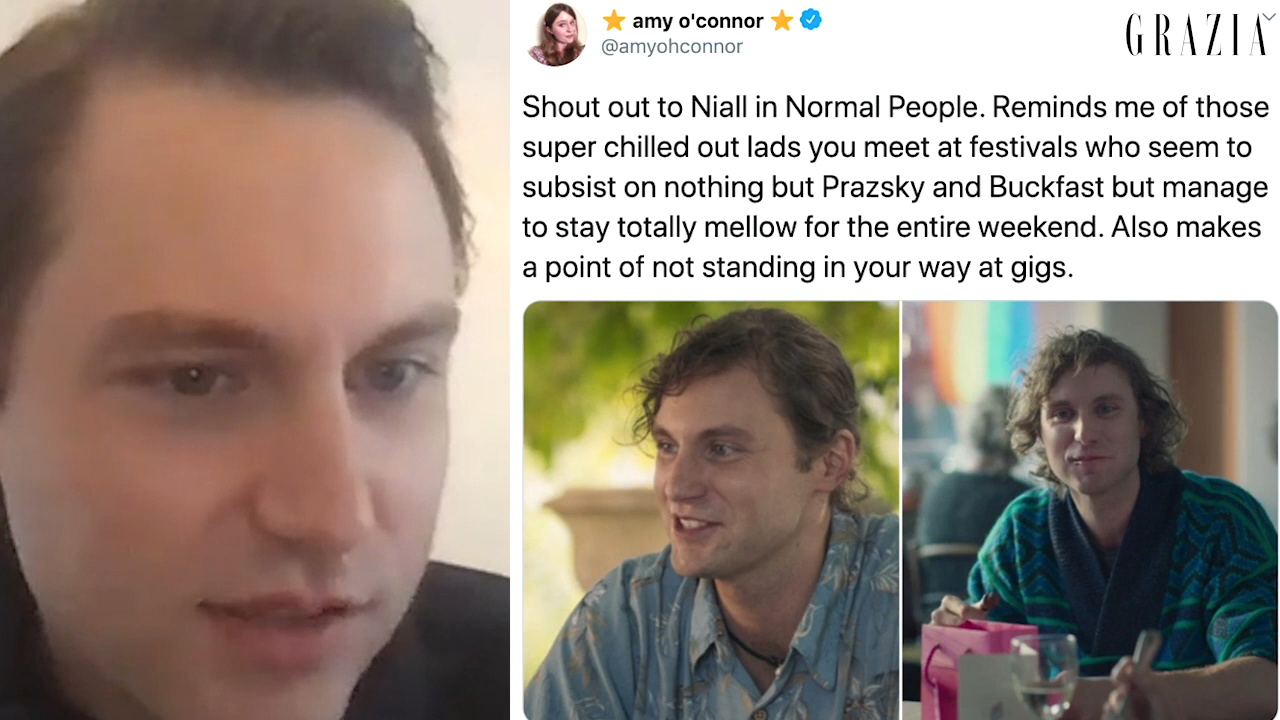 ⭐ amy o'connor ⭐
@amyohconnor
GRAZIA
Shout out to Niall in Normal People. Reminds me of those
super chilled out lads you meet at festivals who seem to
subsist on nothing but Prazsky and Buckfast but manage
to stay totally mellow for the entire weekend. Also makes
a point of not standing in your way at gigs.